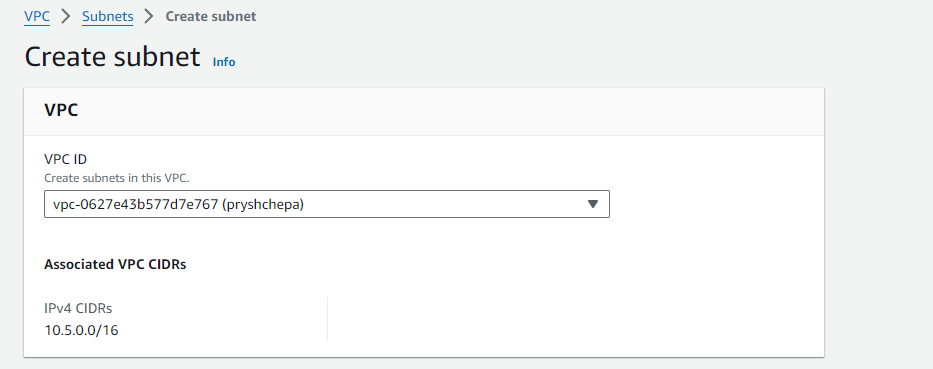 VPC > Subnets > Create subnet
Create subnet Info
VPC
VPC ID
Create subnets in this VPC.
vpc-0627e43b577d7e767 (pryshchepa)
Associated VPC CIDRs
IPv4 CIDRs
10.5.0.0/16